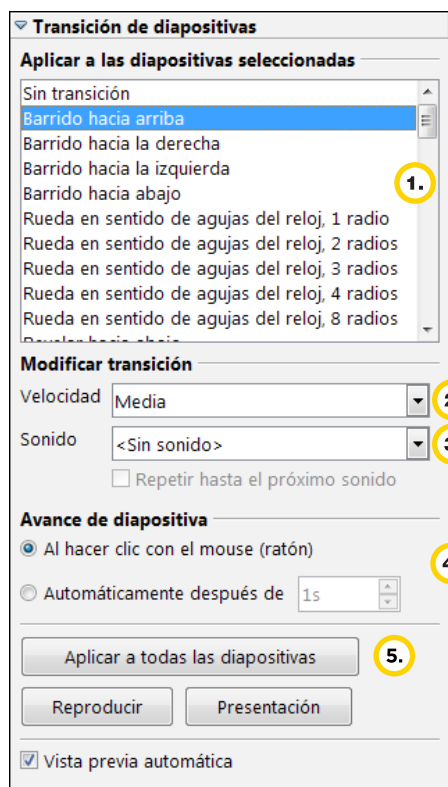 Transición de diapositivas
Aplicar a las diapositivas seleccionadas
Sin transición
Barrido hacia arriba
Barrido hacia la derecha
Barrido hacia la izquierda
Barrido hacia abajo
1.
Rueda en sentido de agujas del reloj, 1 radio
Rueda en sentido de agujas del reloj, 2 radios
Rueda en sentido de agujas del reloj, 3 radios
Rueda en sentido de agujas del reloj, 4 radios
Rueda en sentido de agujas del reloj, 8 radios
Modificar transición
Velocidad Media 2
Sonido <Sin sonido> 3
Repetir hasta el próximo sonido
Avance de diapositiva
Al hacer clic con el mouse (ratón)
4
Automáticamente después de 1s
Aplicar a todas las diapositivas 5.
Reproducir Presentación
Vista previa automática